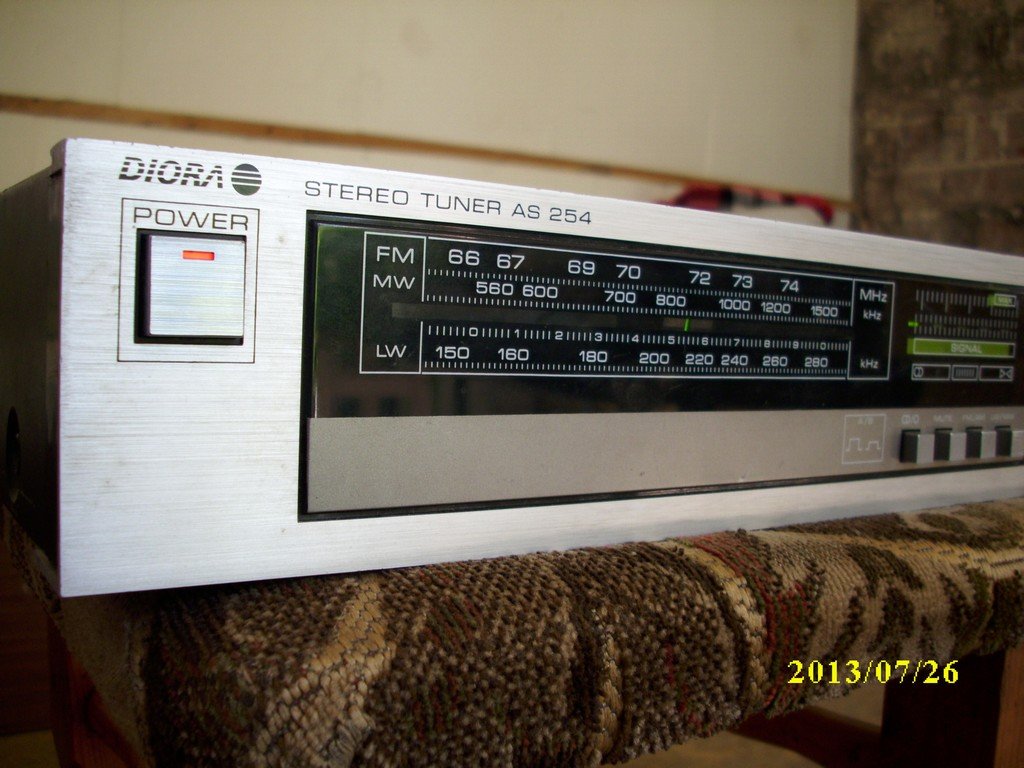 DIORA
STEREO TUNER AS 254
POWER
FM 66 67 69 70 72 73 74 MHz
MW 560 600 700 800 1000 1200 1500 kHz
0 1 2 3 4 5 6 7 8 9 0
LW 150 160 180 200 220 240 260 280 kHz
SIGNAL
MUTE
2013/07/26